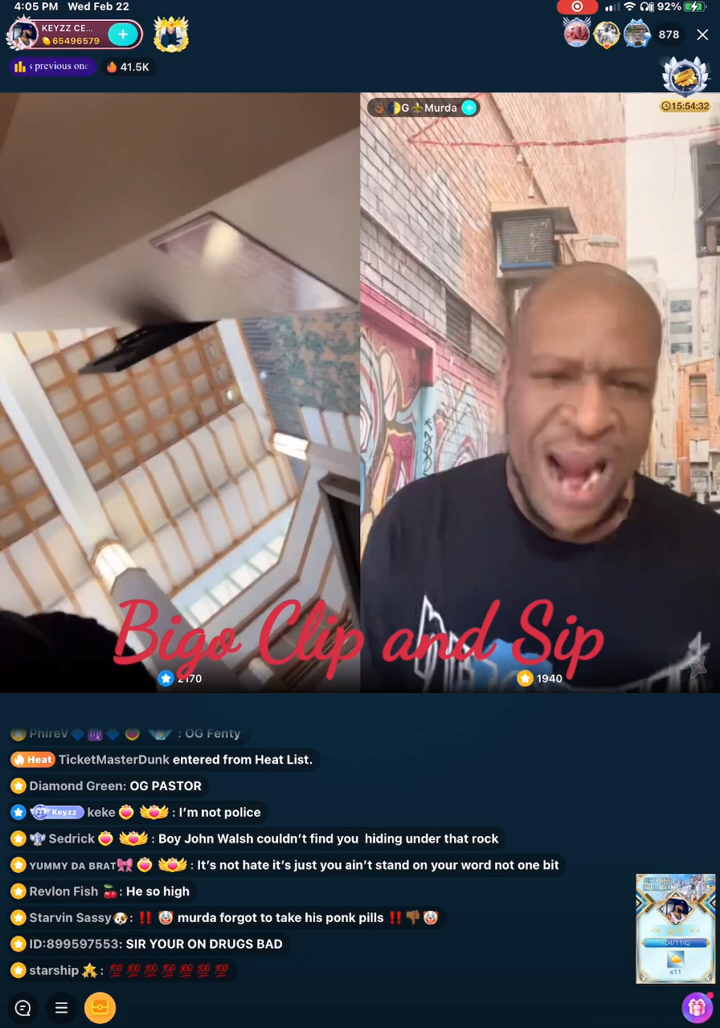 4:05 PM Wed Feb 22
92%
KEYZZ CE...
65496579
878
s previous one
41.5K
G Murda
15:54:32
Bigo Clip and Sip
2170
1940
PhireV : OG Fenty
Heat TicketMasterDunk entered from Heat List.
Diamond Green: OG PASTOR
Keyzz keke : I'm not police
Sedrick : Boy John Walsh couldn't find you hiding under that rock
YUMMY DA BRAT : It's not hate it's just you ain't stand on your word not one bit
Revlon Fish 🍒: He so high
Starvin Sassy🐶: ‼️ 🤡 murda forgot to take his ponk pills ‼️👎🏾🤡
ID:899597553: SIR YOUR ON DRUGS BAD
starship : 💯 💯 💯 💯 💯 💯 💯
x11